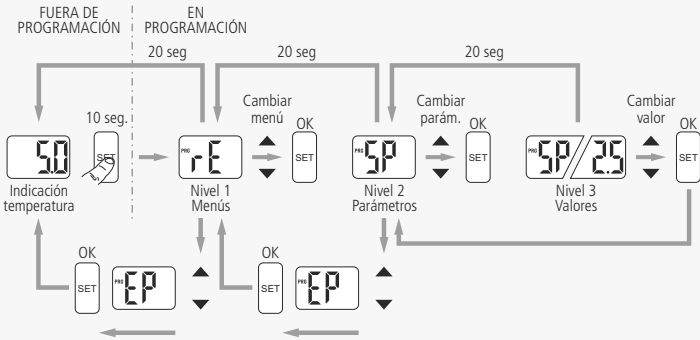 FUERA DE
PROGRAMACIÓN
EN
PROGRAMACIÓN
20 seg
20 seg
20 seg
10 seg.
Cambiar
menú
OK
Cambiar
parám.
OK
Cambiar
valor
OK
5.0
SET
PRG
rE
SET
PRG
SP
SET
PRG
SP/2.5
SET
Indicación
temperatura
Nivel 1
Menús
Nivel 2
Parámetros
Nivel 3
Valores
OK
SET
PRG
EP
OK
SET
PRG
EP